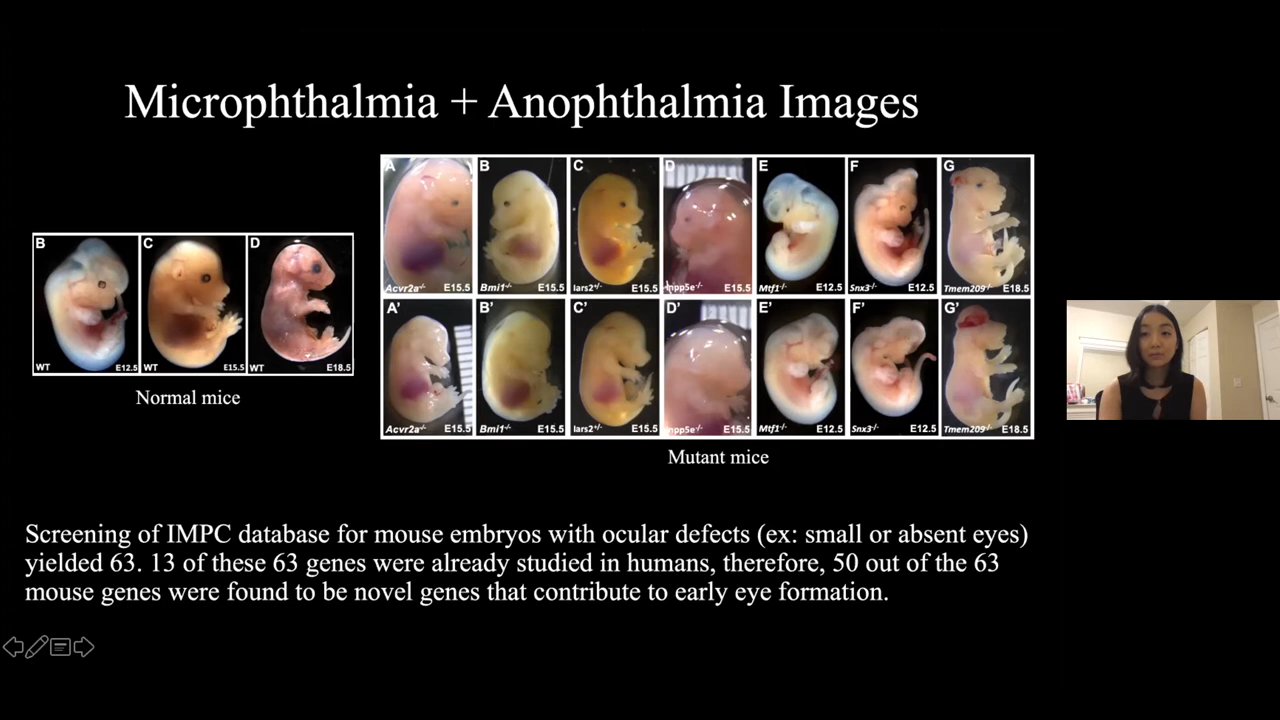 Microphthalmia + Anophthalmia Images
A B C D E F G
Acvr2a-/- E15.5 Bmi1-/- E15.5 Iars2+/- E15.5 Inpp5e-/- E15.5 Mtf1-/- E12.5 Snx3-/- E12.5 Tmem209-/- E18.5
B C D
WT E12.5 WT E15.5 WT E18.5
A' B' C' D' E' F' G'
Acvr2a-/- E15.5 Bmi1-/- E15.5 Iars2+/- E15.5 Inpp5e-/- E15.5 Mtf1-/- E12.5 Snx3-/- E12.5 Tmem209-/- E18.5
Normal mice
Mutant mice
Screening of IMPC database for mouse embryos with ocular defects (ex: small or absent eyes)
yielded 63. 13 of these 63 genes were already studied in humans, therefore, 50 out of the 63
mouse genes were found to be novel genes that contribute to early eye formation.